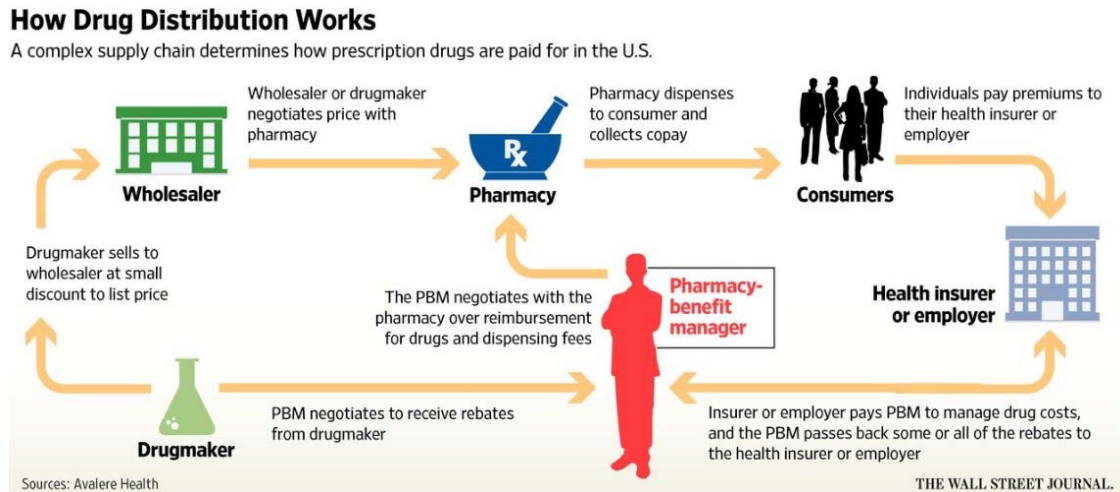 How Drug Distribution Works
A complex supply chain determines how prescription drugs are paid for in the U.S.
Wholesaler or drugmaker
negotiates price with
pharmacy
Pharmacy dispenses
to consumer and
collects copay
Individuals pay premiums to
their health insurer or
employer
Rx
Wholesaler
Pharmacy
Consumers
Drugmaker sells to
wholesaler at small
discount to list price
The PBM negotiates with the
pharmacy over reimbursement
for drugs and dispensing fees
Pharmacy-
benefit
manager
Health insurer
or employer
PBM negotiates to receive rebates
from drugmaker
Insurer or employer pays PBM to manage drug costs,
and the PBM passes back some or all of the rebates to
the health insurer or employer
Drugmaker
Sources: Avalere Health
THE WALL STREET JOURNAL.